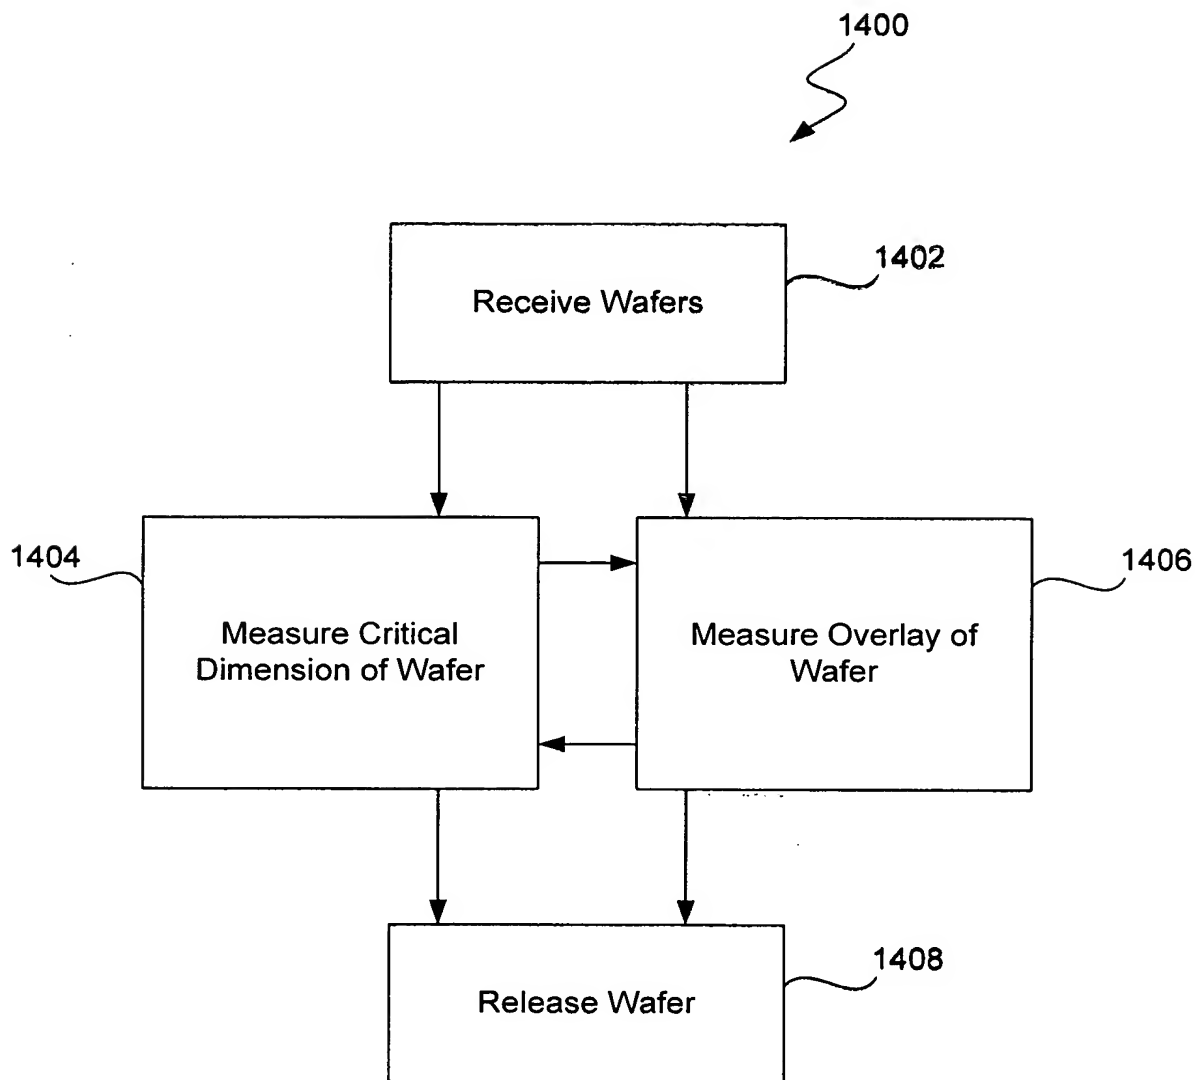 1400
1402
Receive Wafers
1404
1406
Measure Critical
Dimension of Wafer
Measure Overlay of
Wafer
1408
Release Wafer